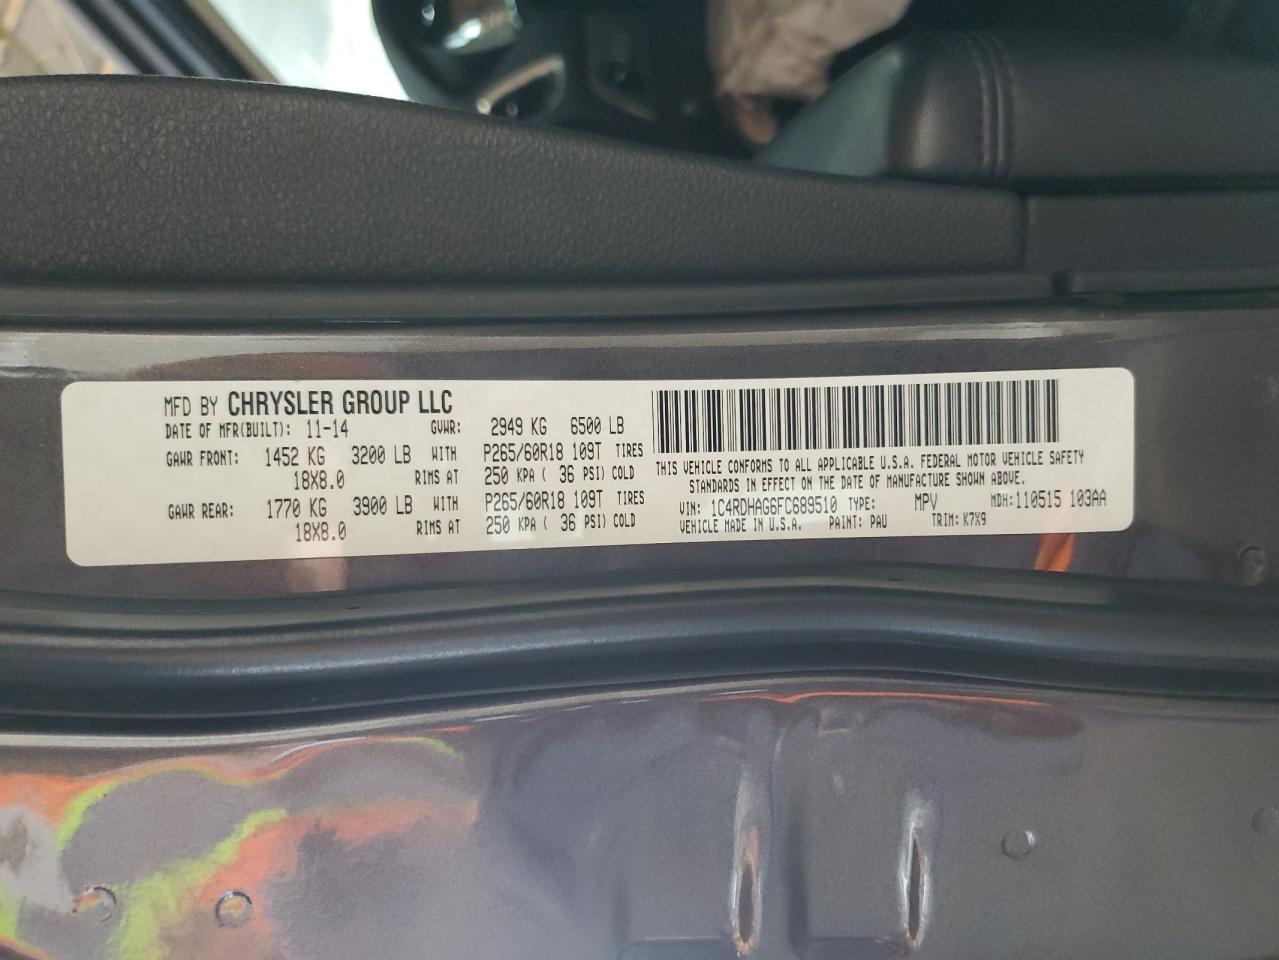 MFD BY CHRYSLER GROUP LLC
DATE OF MFR(BUILT): 11-14 GVWR: 2949 KG 6500 LB
GAWR FRONT: 1452 KG 3200 LB WITH P265/60R18 109T TIRES
18X8.0 RIMS AT 250 KPA ( 36 PSI) COLD
GAWR REAR: 1770 KG 3900 LB WITH P265/60R18 109T TIRES
18X8.0 RIMS AT 250 KPA ( 36 PSI) COLD
THIS VEHICLE CONFORMS TO ALL APPLICABLE U.S.A. FEDERAL MOTOR VEHICLE SAFETY
STANDARDS IN EFFECT ON THE DATE OF MANUFACTURE SHOWN ABOVE.
VIN: 1C4RDHAG6FC689510 TYPE: MPV MDH:110515 103AA
VEHICLE MADE IN U.S.A. PAINT: PAU TRIM: K7X9